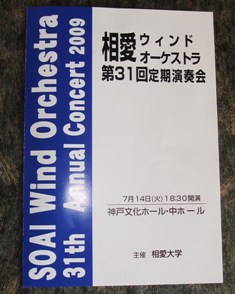 SOAI Wind Orchestra
31th Annual Concert 2009
相愛ウィンド
オーケストラ
第31回定期演奏会
7月14日(火)18:30開演
神戸文化ホール・中ホール
主催 相愛大学